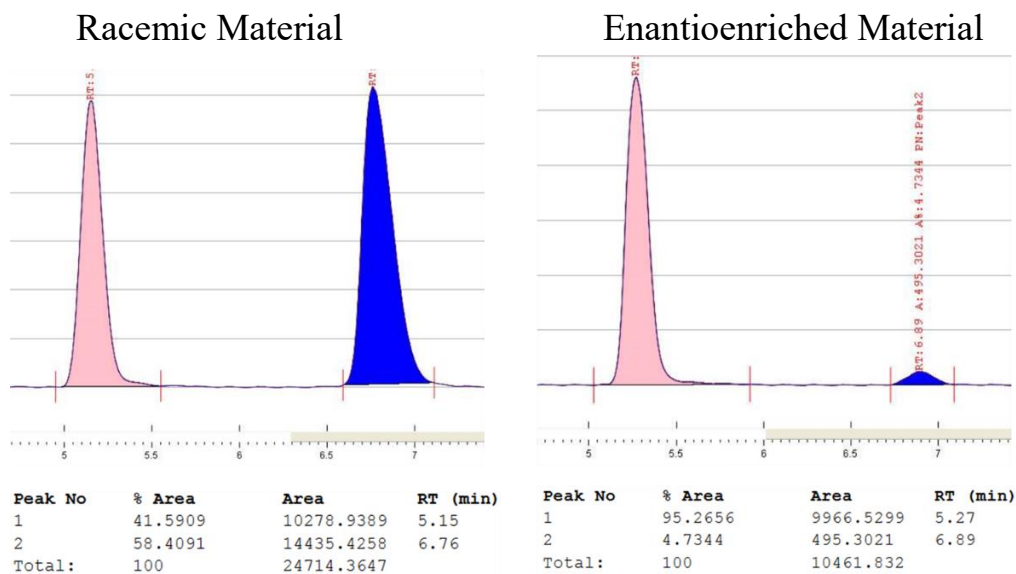 Racemic Material
Enantioenriched Material
RT:5.
RT:
RT:
RT:6.89 A:495.3021 A%:4.7344 PN:Peak2
5 5.5 6 6.5 7
5 5.5 6 6.5 7
Peak No % Area Area RT (min)
1 41.5909 10278.9389 5.15
2 58.4091 14435.4258 6.76
Total: 100 24714.3647
Peak No % Area Area RT (min)
1 95.2656 9966.5299 5.27
2 4.7344 495.3021 6.89
Total: 100 10461.832